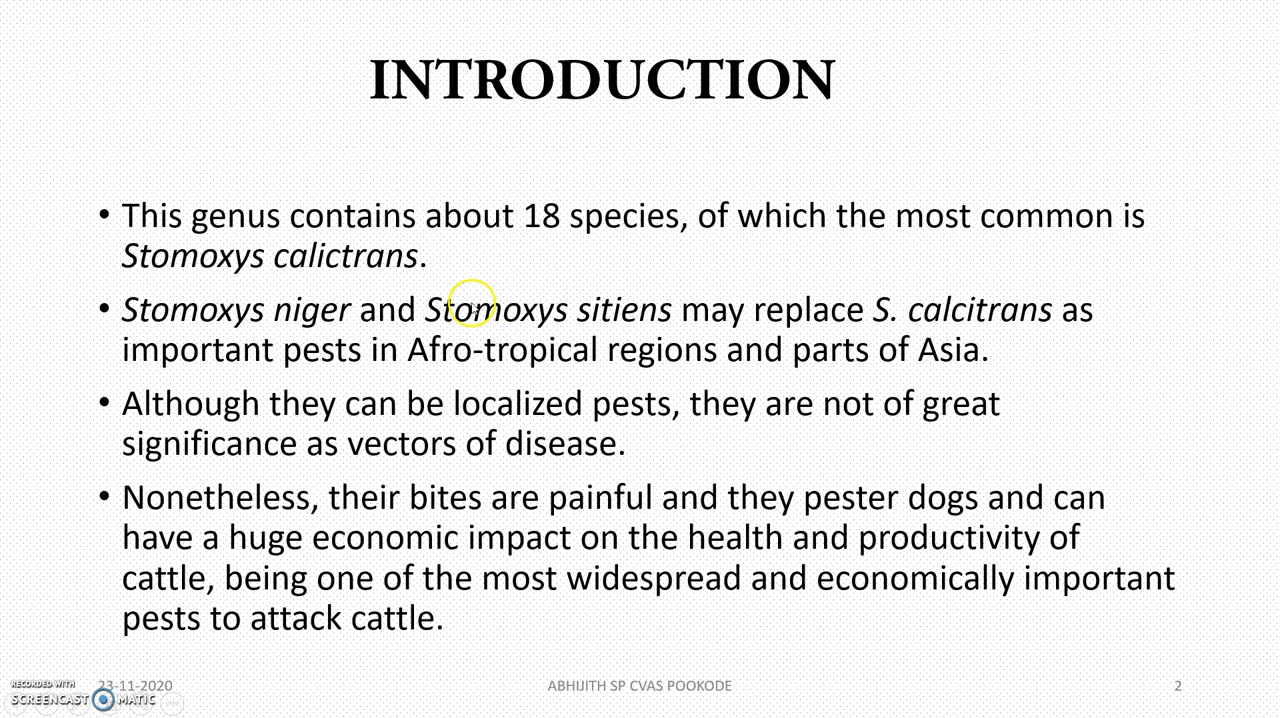 INTRODUCTION
• This genus contains about 18 species, of which the most common is
Stomoxys calictrans.
• Stomoxys niger and Stomoxys sitiens may replace S. calcitrans as
important pests in Afro-tropical regions and parts of Asia.
• Although they can be localized pests, they are not of great
significance as vectors of disease.
• Nonetheless, their bites are painful and they pester dogs and can
have a huge economic impact on the health and productivity of
cattle, being one of the most widespread and economically important
pests to attack cattle.
RECORDED WITH
SCREENCAST MATIC
23-11-2020
ABHIJITH SP CVAS POOKODE
2